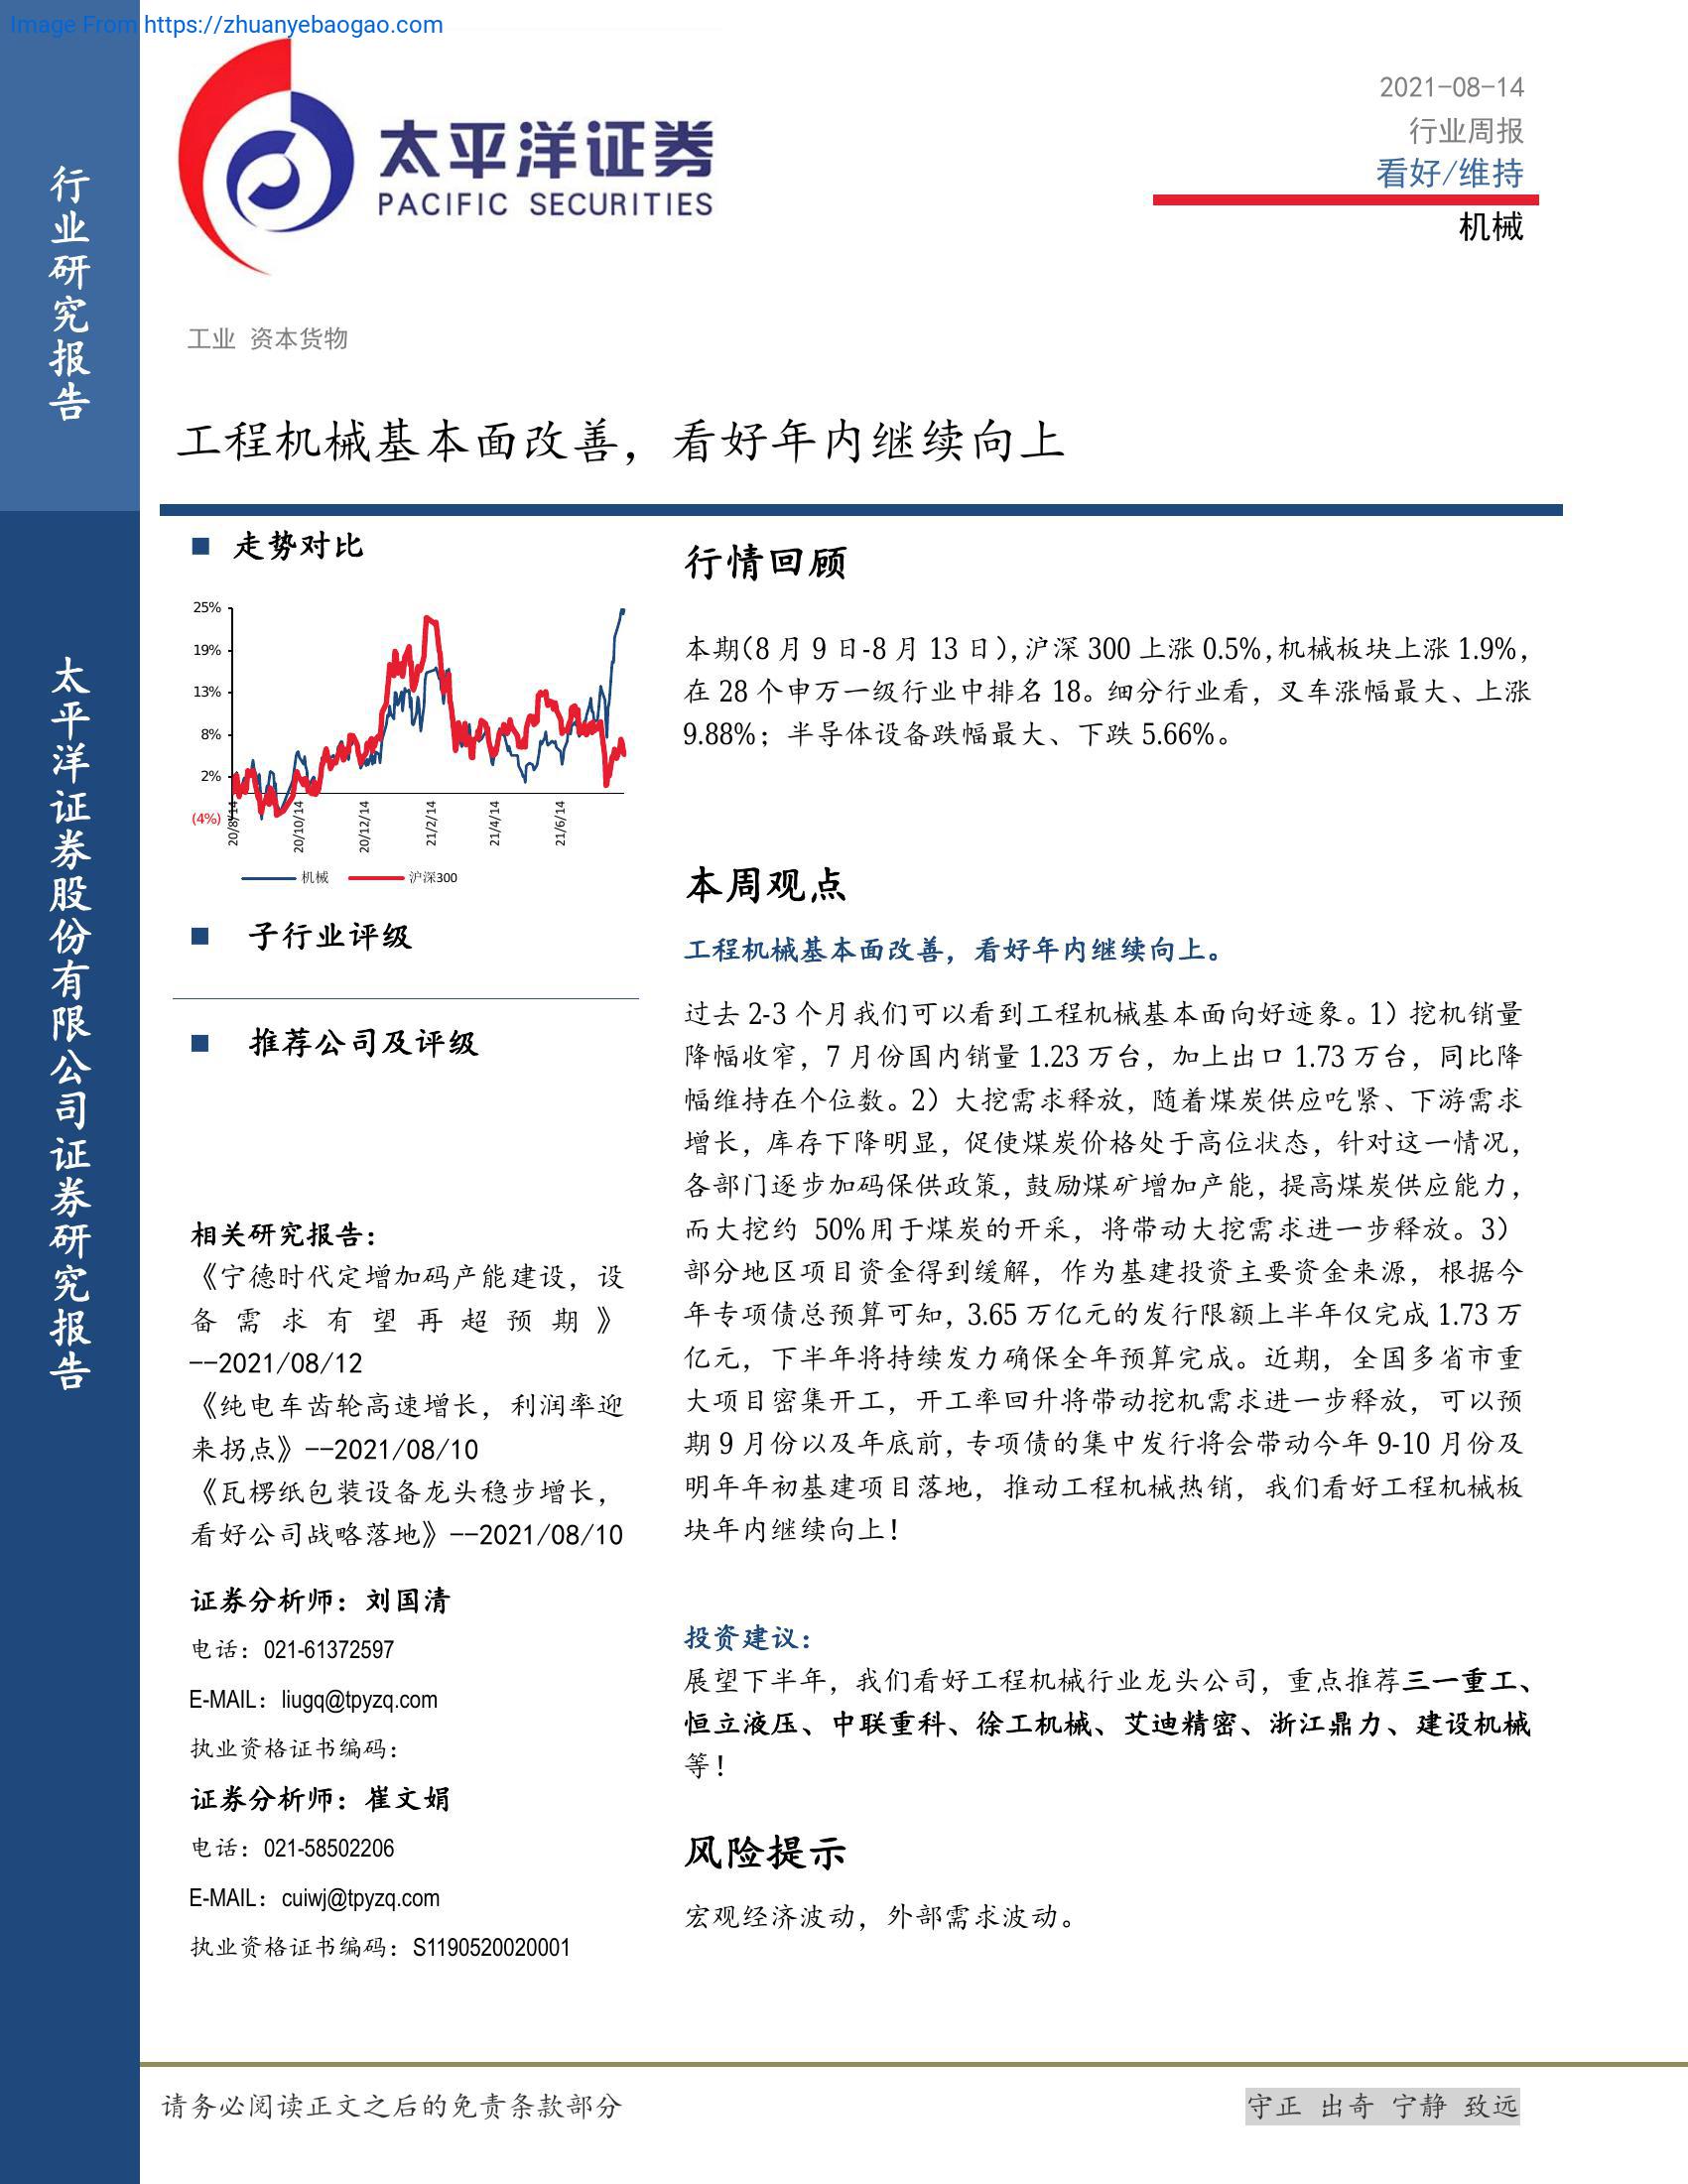 Image From https://zhuanyebaogao.com
行业研究报告
太平洋证券股份有限公司证券研究报告
太平洋证券
PACIFIC SECURITIES
2021-08-14
行业周报
看好/维持
机械
工业 资本货物
工程机械基本面改善，看好年内继续向上
走势对比
25%
19%
13%
8%
2%
(4%)
20/8/14
20/10/14
20/12/14
21/2/14
21/4/14
21/6/14
机械 沪深300
子行业评级
推荐公司及评级
相关研究报告：
《宁德时代定增加码产能建设，设
备需求有望再超预期》
--2021/08/12
《纯电车齿轮高速增长，利润率迎
来拐点》--2021/08/10
《瓦楞纸包装设备龙头稳步增长，
看好公司战略落地》--2021/08/10
证券分析师：刘国清
电话：021-61372597
E-MAIL：liugq@tpyzq.com
执业资格证书编码：
证券分析师：崔文娟
电话：021-58502206
E-MAIL：cuiwj@tpyzq.com
执业资格证书编码：S1190520020001
行情回顾
本期（8 月 9 日-8 月 13 日），沪深 300 上涨 0.5%，机械板块上涨 1.9%，
在 28 个申万一级行业中排名 18。细分行业看，叉车涨幅最大、上涨
9.88%；半导体设备跌幅最大、下跌 5.66%。
本周观点
工程机械基本面改善，看好年内继续向上。
过去 2-3 个月我们可以看到工程机械基本面向好迹象。1）挖机销量
降幅收窄，7 月份国内销量 1.23 万台，加上出口 1.73 万台，同比降
幅维持在个位数。2）大挖需求释放，随着煤炭供应吃紧、下游需求
增长，库存下降明显，促使煤炭价格处于高位状态，针对这一情况，
各部门逐步加码保供政策，鼓励煤矿增加产能，提高煤炭供应能力，
而大挖约 50%用于煤炭的开采，将带动大挖需求进一步释放。3）
部分地区项目资金得到缓解，作为基建投资主要资金来源，根据今
年专项债总预算可知，3.65 万亿元的发行限额上半年仅完成 1.73 万
亿元，下半年将持续发力确保全年预算完成。近期，全国多省市重
大项目密集开工，开工率回升将带动挖机需求进一步释放，可以预
期 9 月份以及年底前，专项债的集中发行将会带动今年 9-10 月份及
明年年初基建项目落地，推动工程机械热销，我们看好工程机械板
块年内继续向上！
投资建议：
展望下半年，我们看好工程机械行业龙头公司，重点推荐三一重工、
恒立液压、中联重科、徐工机械、艾迪精密、浙江鼎力、建设机械
等！
风险提示
宏观经济波动，外部需求波动。
请务必阅读正文之后的免责条款部分
守正 出奇 宁静 致远